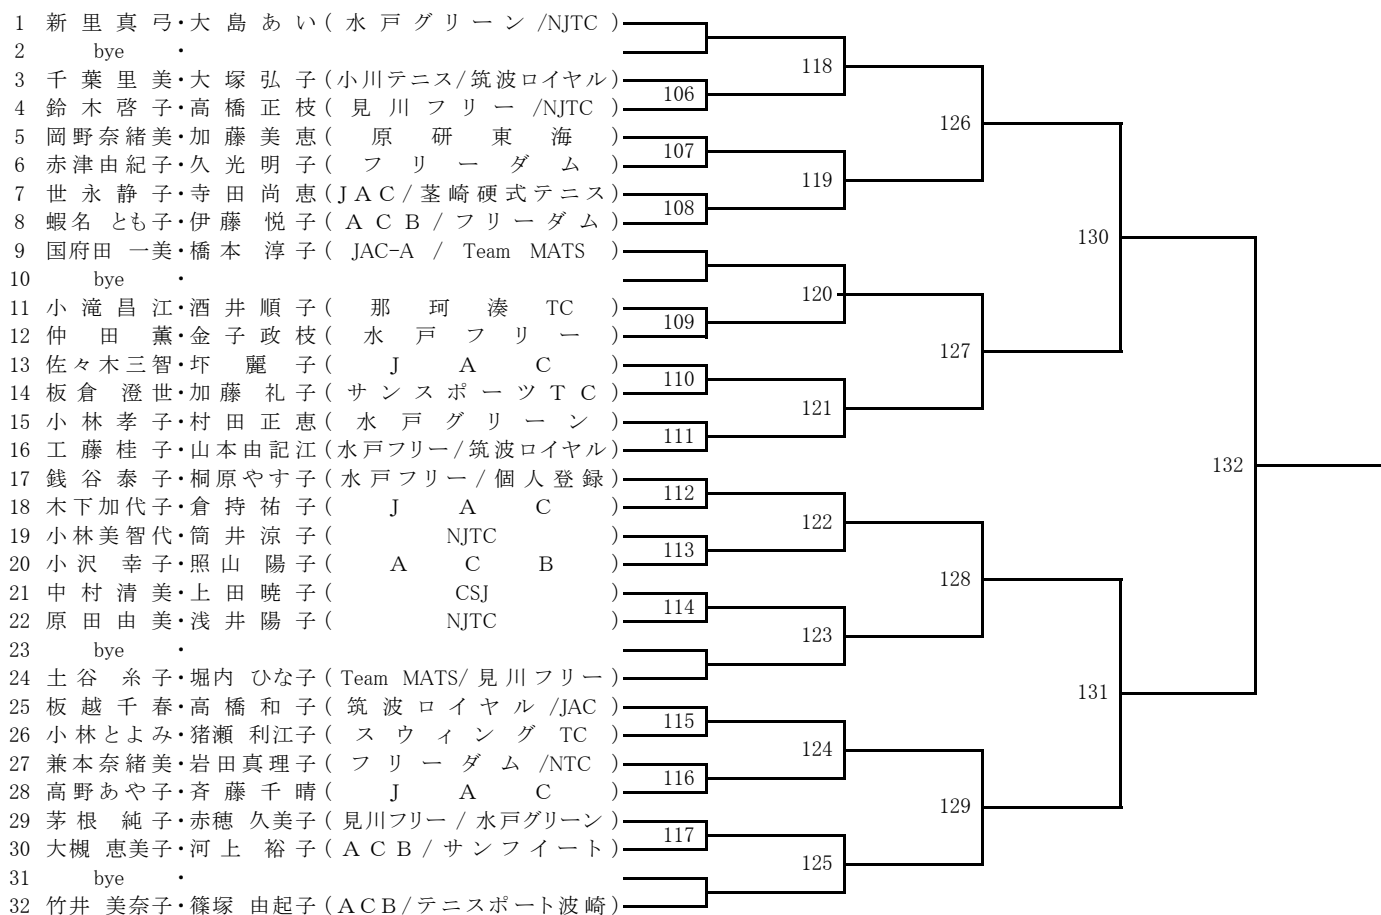 1 新里真弓・大島あい(水戸グリーン/NJTC)
2 bye ・
118
3 千葉里美・大塚弘子(小川テニス/筑波ロイヤル)
106
4 鈴木啓子・高橋正枝(見川フリー/NJTC)
126
5 岡野奈緒美・加藤美恵(原研東海)
107
6 赤津由紀子・久光明子(フリーダム)
119
7 世永静子・寺田尚恵(JAC/茎崎硬式テニス)
108
8 蝦名 とも子・伊藤 悦子(ACB/フリーダム)
130
9 国府田 一美・橋本 淳子(JAC-A / Team MATS)
10 bye ・
120
11 小滝昌江・酒井順子(那珂湊TC)
109
12 仲田薫・金子政枝(水戸フリー)
127
13 佐々木三智・圷麗子(JAC)
110
14 板倉 澄世・加藤 礼子(サンスポーツTC)
121
15 小林孝子・村田正恵(水戸グリーン)
111
16 工藤桂子・山本由記江(水戸フリー/筑波ロイヤル)
132
17 銭谷泰子・桐原やす子(水戸フリー/個人登録)
112
18 木下加代子・倉持祐子(JAC)
122
19 小林美智代・筒井涼子(NJTC)
113
20 小沢 幸子・照山 陽子(ACB)
128
21 中村清美・上田暁子(CSJ)
114
22 原田由美・浅井陽子(NJTC)
123
23 bye ・
24 土谷 糸子・堀内 ひな子(Team MATS/見川フリー)
131
25 板越千春・高橋和子(筑波ロイヤル/JAC)
115
26 小林とよみ・猪瀬 利江子(スウィングTC)
124
27 兼本奈緒美・岩田真理子(フリーダム/NTC)
116
28 高野あや子・斉藤千晴(JAC)
129
29 茅根 純子・赤穂 久美子(見川フリー/水戸グリーン)
117
30 大槻 恵美子・河上 裕子(ACB/サンフイート)
125
31 bye ・
32 竹井 美奈子・篠塚 由起子(ACB/テニスポート波崎)